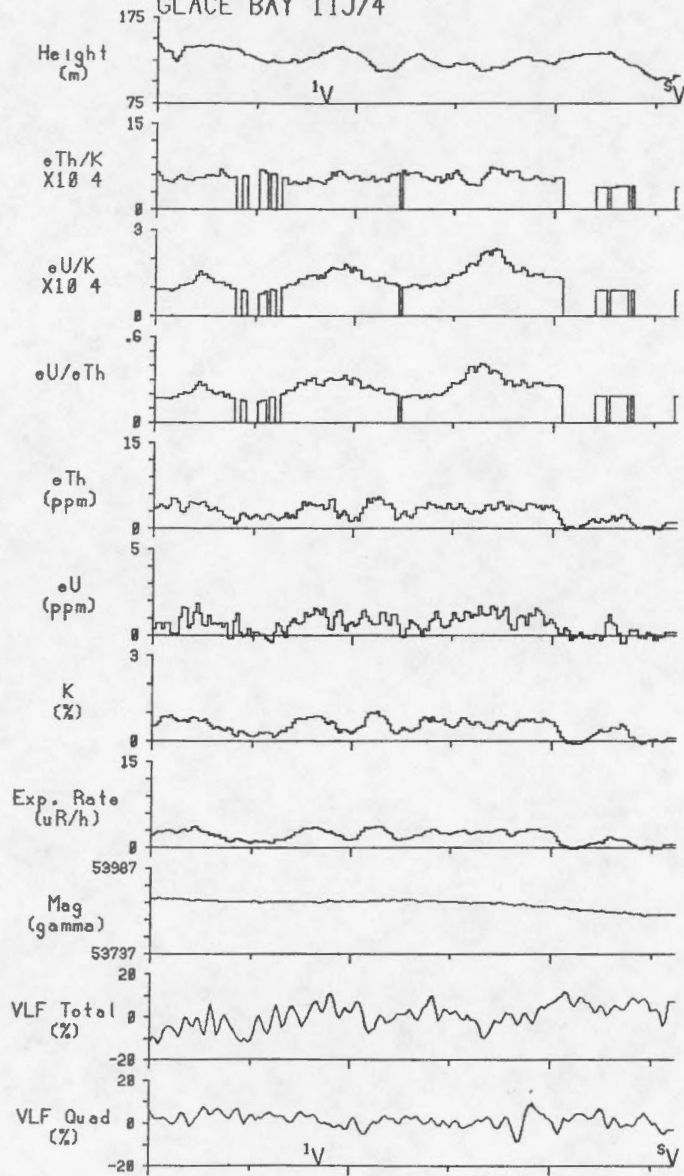 GLACE BAY 11J/4
175
Height
(m)
75
1V
SV
15
eTh/K
X10 4
0
3
eU/K
X10 4
0
.6
eU/eTh
0
15
eTh
(ppm)
0
5
eU
(ppm)
0
3
K
(%)
0
15
Exp. Rate
(uR/h)
0
53987
Mag
(gamma)
53737
20
VLF Total
(%)
0
-20
20
VLF Quad
(%)
0
-20
1V
SV